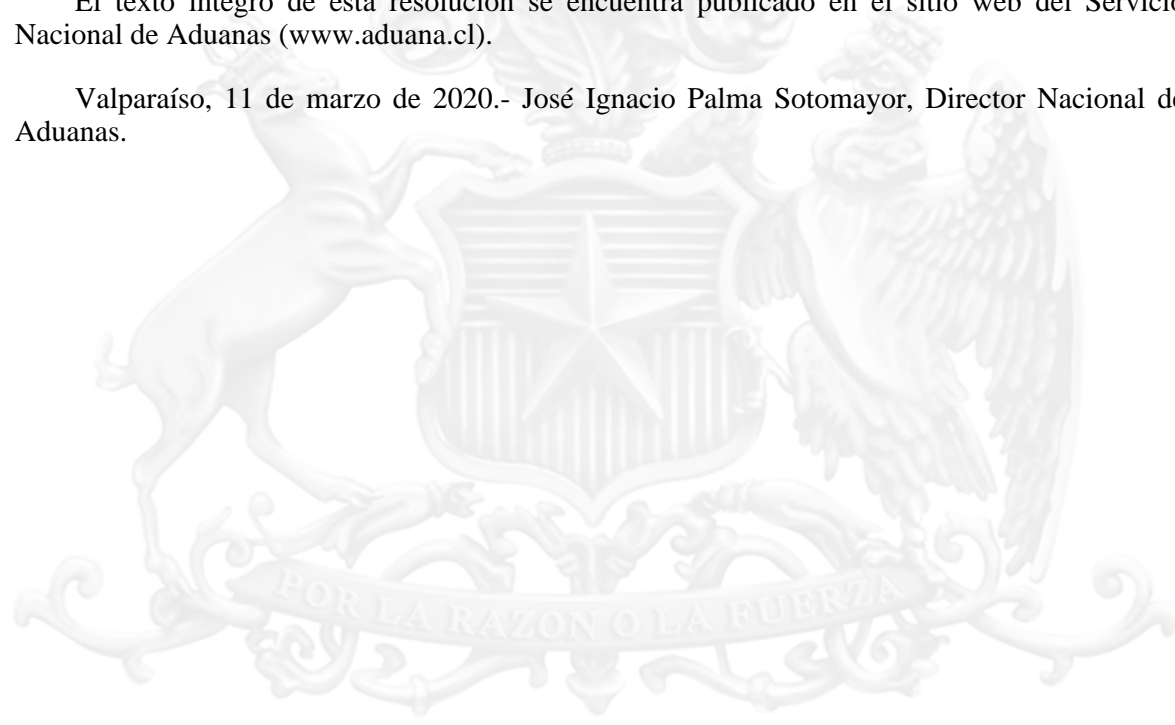 El texto íntegro de esta resolución se encuentra publicado en el sitio web del Servicio
Nacional de Aduanas (www.aduana.cl).
Valparaíso, 11 de marzo de 2020.- José Ignacio Palma Sotomayor, Director Nacional de
Aduanas.
POR LA RAZON O LA FUERZA